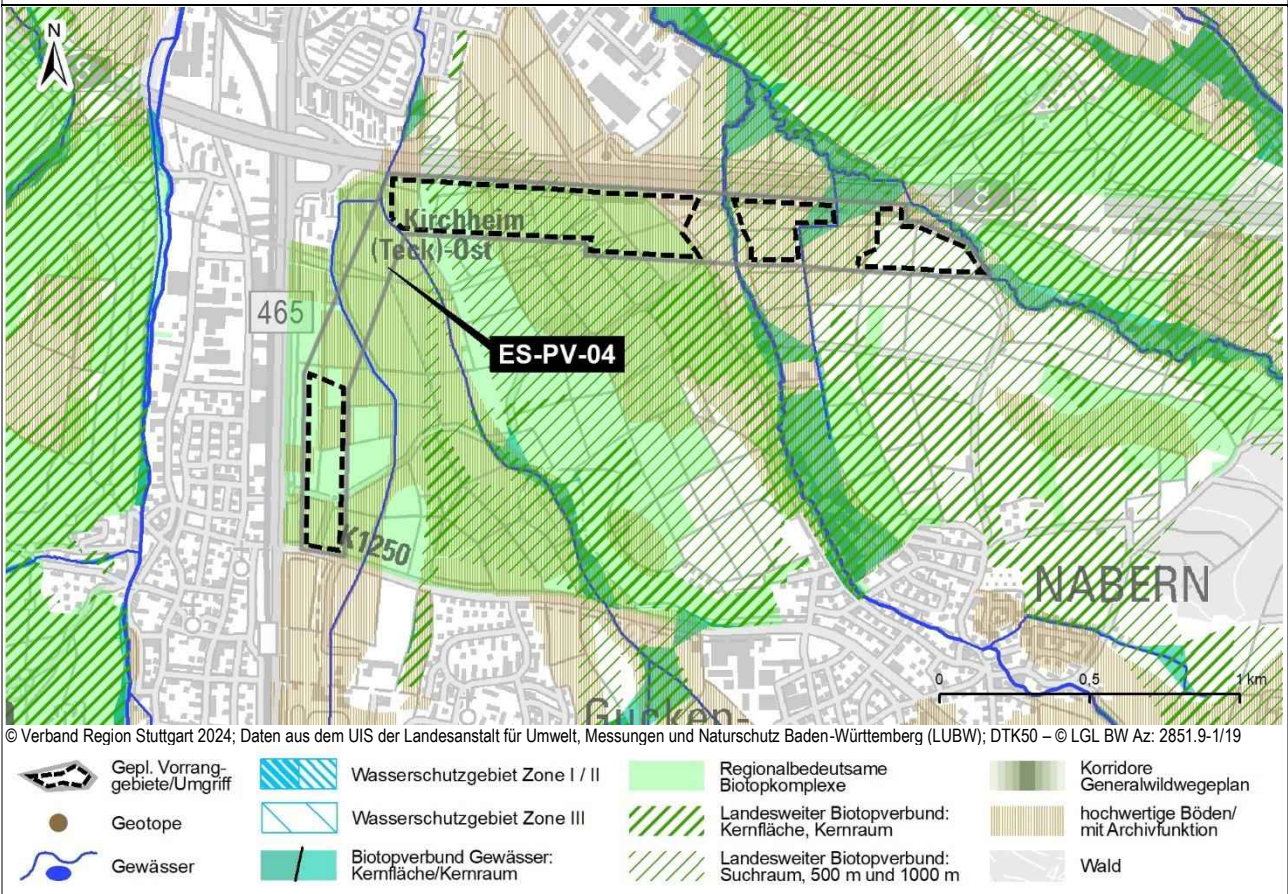 N
Kirchheim
(Teck)-Ost
465
ES-PV-04
K1250
NABERN
0 0,5 1 km
Gucken-
© Verband Region Stuttgart 2024; Daten aus dem UIS der Landesanstalt für Umwelt, Messungen und Naturschutz Baden-Württemberg (LUBW); DTK50 – © LGL BW Az: 2851.9-1/19
Gepl. Vorrang-
gebiete/Umgriff
Geotope
Gewässer
Wasserschutzgebiet Zone I / II
Wasserschutzgebiet Zone III
Biotopverbund Gewässer:
Kernfläche/Kernraum
Regionalbedeutsame
Biotopkomplexe
Landesweiter Biotopverbund:
Kernfläche, Kernraum
Landesweiter Biotopverbund:
Suchraum, 500 m und 1000 m
Korridore
Generalwildwegeplan
hochwertige Böden/
mit Archivfunktion
Wald